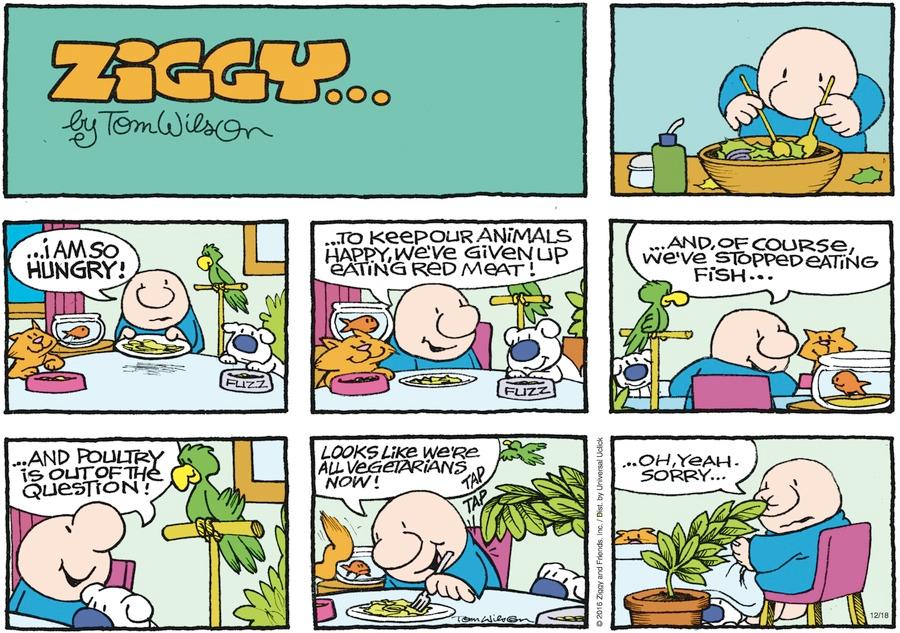 ZiGGY...
by Tom Wilson
...i AM SO
HUNGRY!
FUZZ
...TO KeePOUR ANiMALS
HAPPY, We'Ve GiVeN UP
eATiNG ReD MeAT!
FUZZ
...AND, OF COURSe,
We'Ve STOPPeD eATiNG
FiSH...
...AND POULTRY
iS OUT OF THe
QUeSTiON!
LOOKS LiKe We'Re
ALL VeGeTARiANS
NOW!
TAP
TAP
Tom Wilson
© 2016 Ziggy and Friends, Inc. / Dist. by Universal Uclick
...OH, YeAH.
SORRY...
12/18